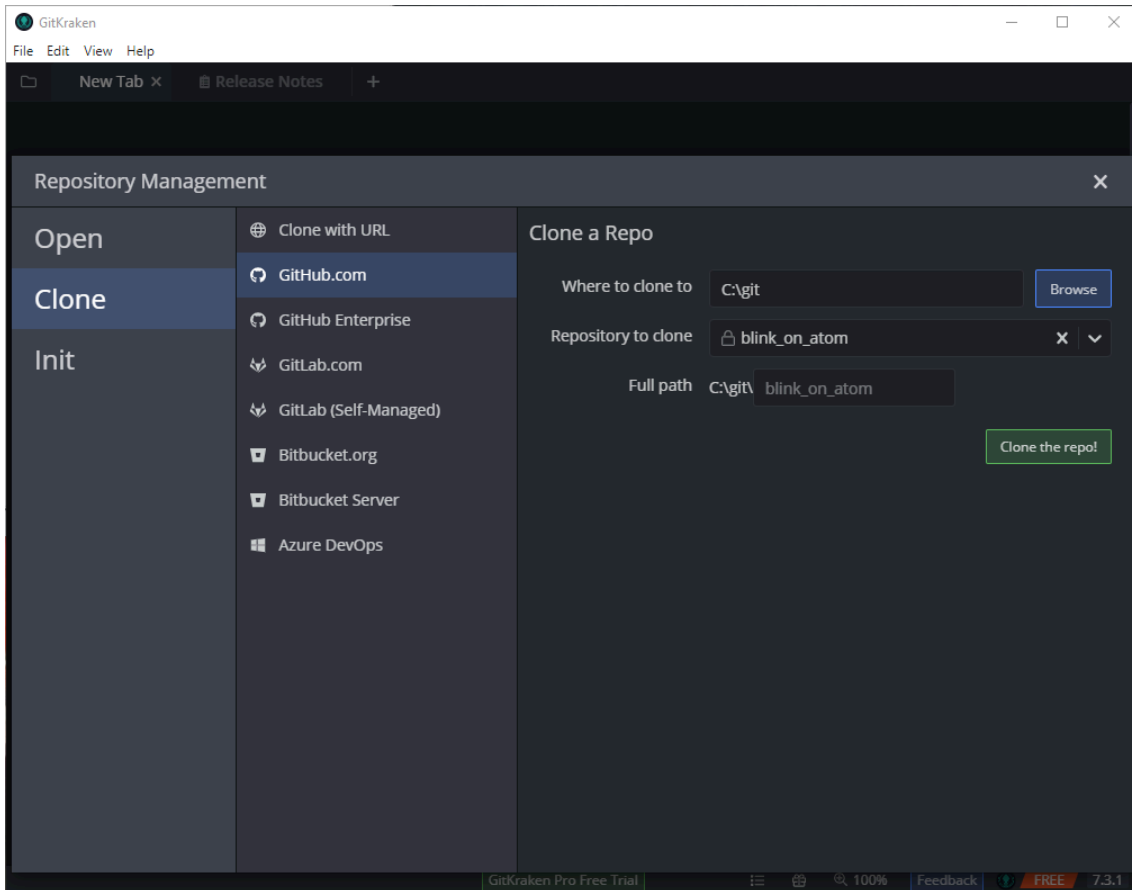 GitKraken
File Edit View Help
New Tab Release Notes
Repository Management
Open
Clone
Init
Clone with URL
GitHub.com
GitHub Enterprise
GitLab.com
GitLab (Self-Managed)
Bitbucket.org
Bitbucket Server
Azure DevOps
Clone a Repo
Where to clone to C:\git Browse
Repository to clone blink_on_atom
Full path C:\git\ blink_on_atom
Clone the repo!
GitKraken Pro Free Trial 100% Feedback FREE 7.3.1